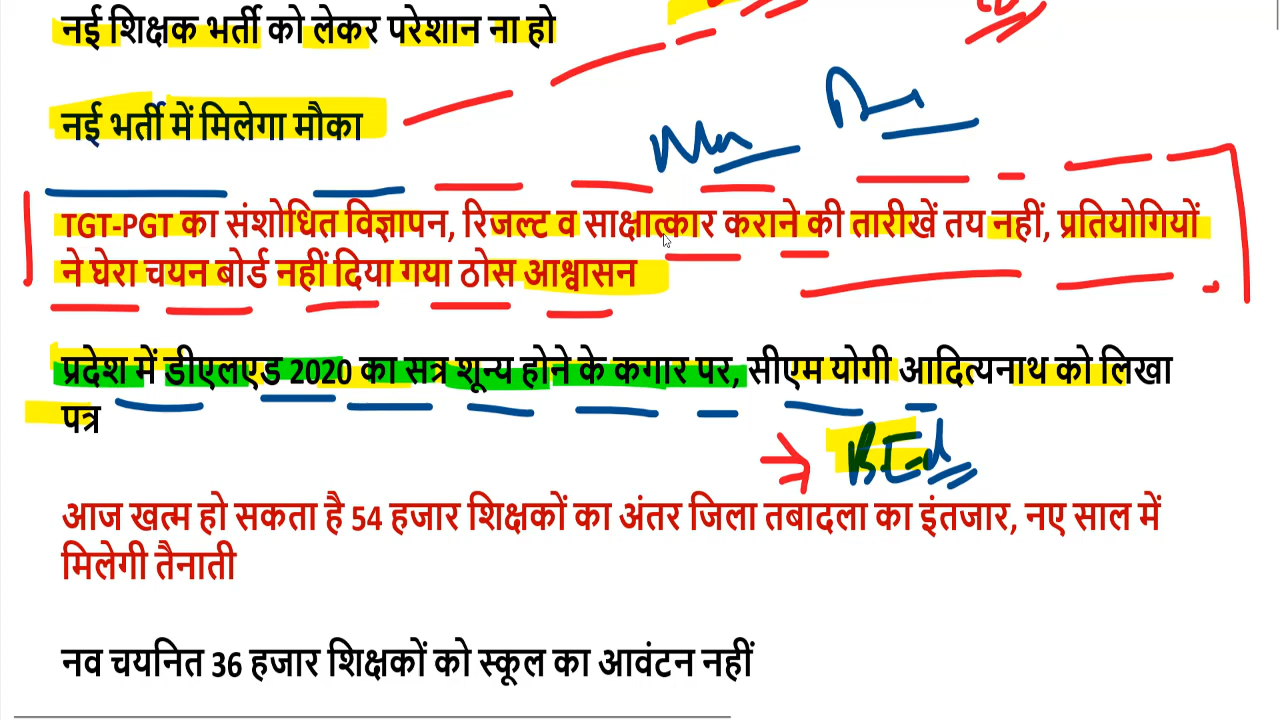 नई शिक्षक भर्ती को लेकर परेशान ना हो
नई भर्ती में मिलेगा मौका
TGT-PGT का संशोधित विज्ञापन, रिजल्ट व साक्षात्कार कराने की तारीखें तय नहीं, प्रतियोगियों
ने घेरा चयन बोर्ड नहीं दिया गया ठोस आश्वासन
प्रदेश में डीएलएड 2020 का सत्र शून्य होने के कगार पर, सीएम योगी आदित्यनाथ को लिखा
पत्र
BEd
आज खत्म हो सकता है 54 हजार शिक्षकों का अंतर जिला तबादला का इंतजार, नए साल में
मिलेगी तैनाती
नव चयनित 36 हजार शिक्षकों को स्कूल का आवंटन नहीं